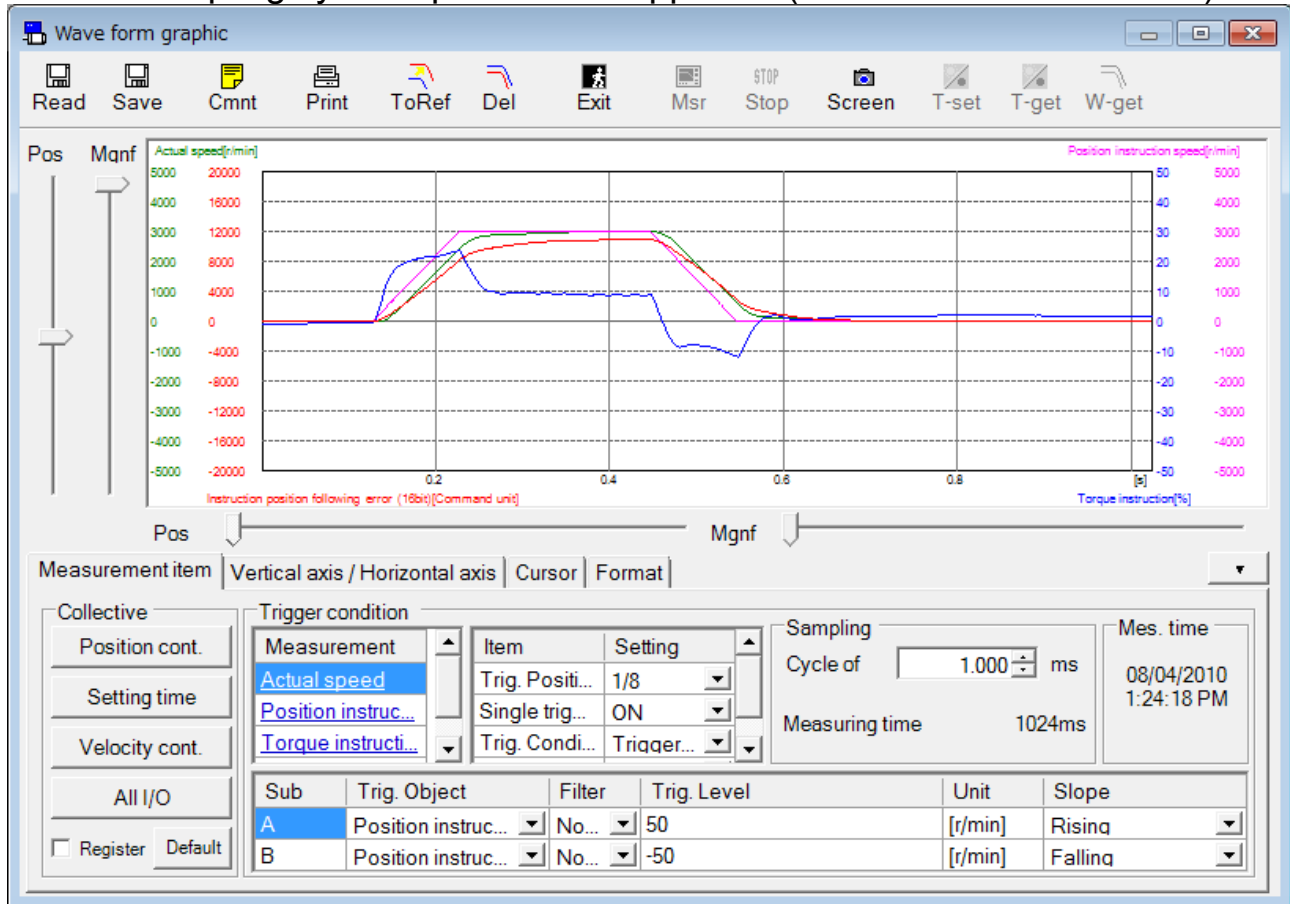 Wave form graphic
Read Save Cmnt Print ToRef Del Exit Msr Stop Screen T-set T-get W-get
STOP
Pos Mgnf
Actual speed[r/min] Position instruction speed[r/min]
5000 20000 50 5000
4000 16000 40 4000
3000 12000 30 3000
2000 8000 20 2000
1000 4000 10 1000
0 0 0 0
-1000 -4000 -10 -1000
-2000 -8000 -20 -2000
-3000 -12000 -30 -3000
-4000 -16000 -40 -4000
-5000 -20000 0.2 0.4 0.6 0.8 [s] -50 -5000
Instruction position following error (16bit)[Command unit] Torque instruction[%]
Pos Mgnf
Measurement item Vertical axis / Horizontal axis Cursor Format
Collective
Position cont.
Setting time
Velocity cont.
All I/O
Register Default
Trigger condition
Measurement
Actual speed
Position instruc...
Torque instructi...
Item Setting
Trig. Positi... 1/8
Single trig... ON
Trig. Condi... Trigger...
Sampling
Cycle of 1.000 ms
Measuring time 1024ms
Mes. time
08/04/2010
1:24:18 PM
Sub Trig. Object Filter Trig. Level Unit Slope
A Position instruc... No... 50 [r/min] Rising
B Position instruc... No... -50 [r/min] Falling